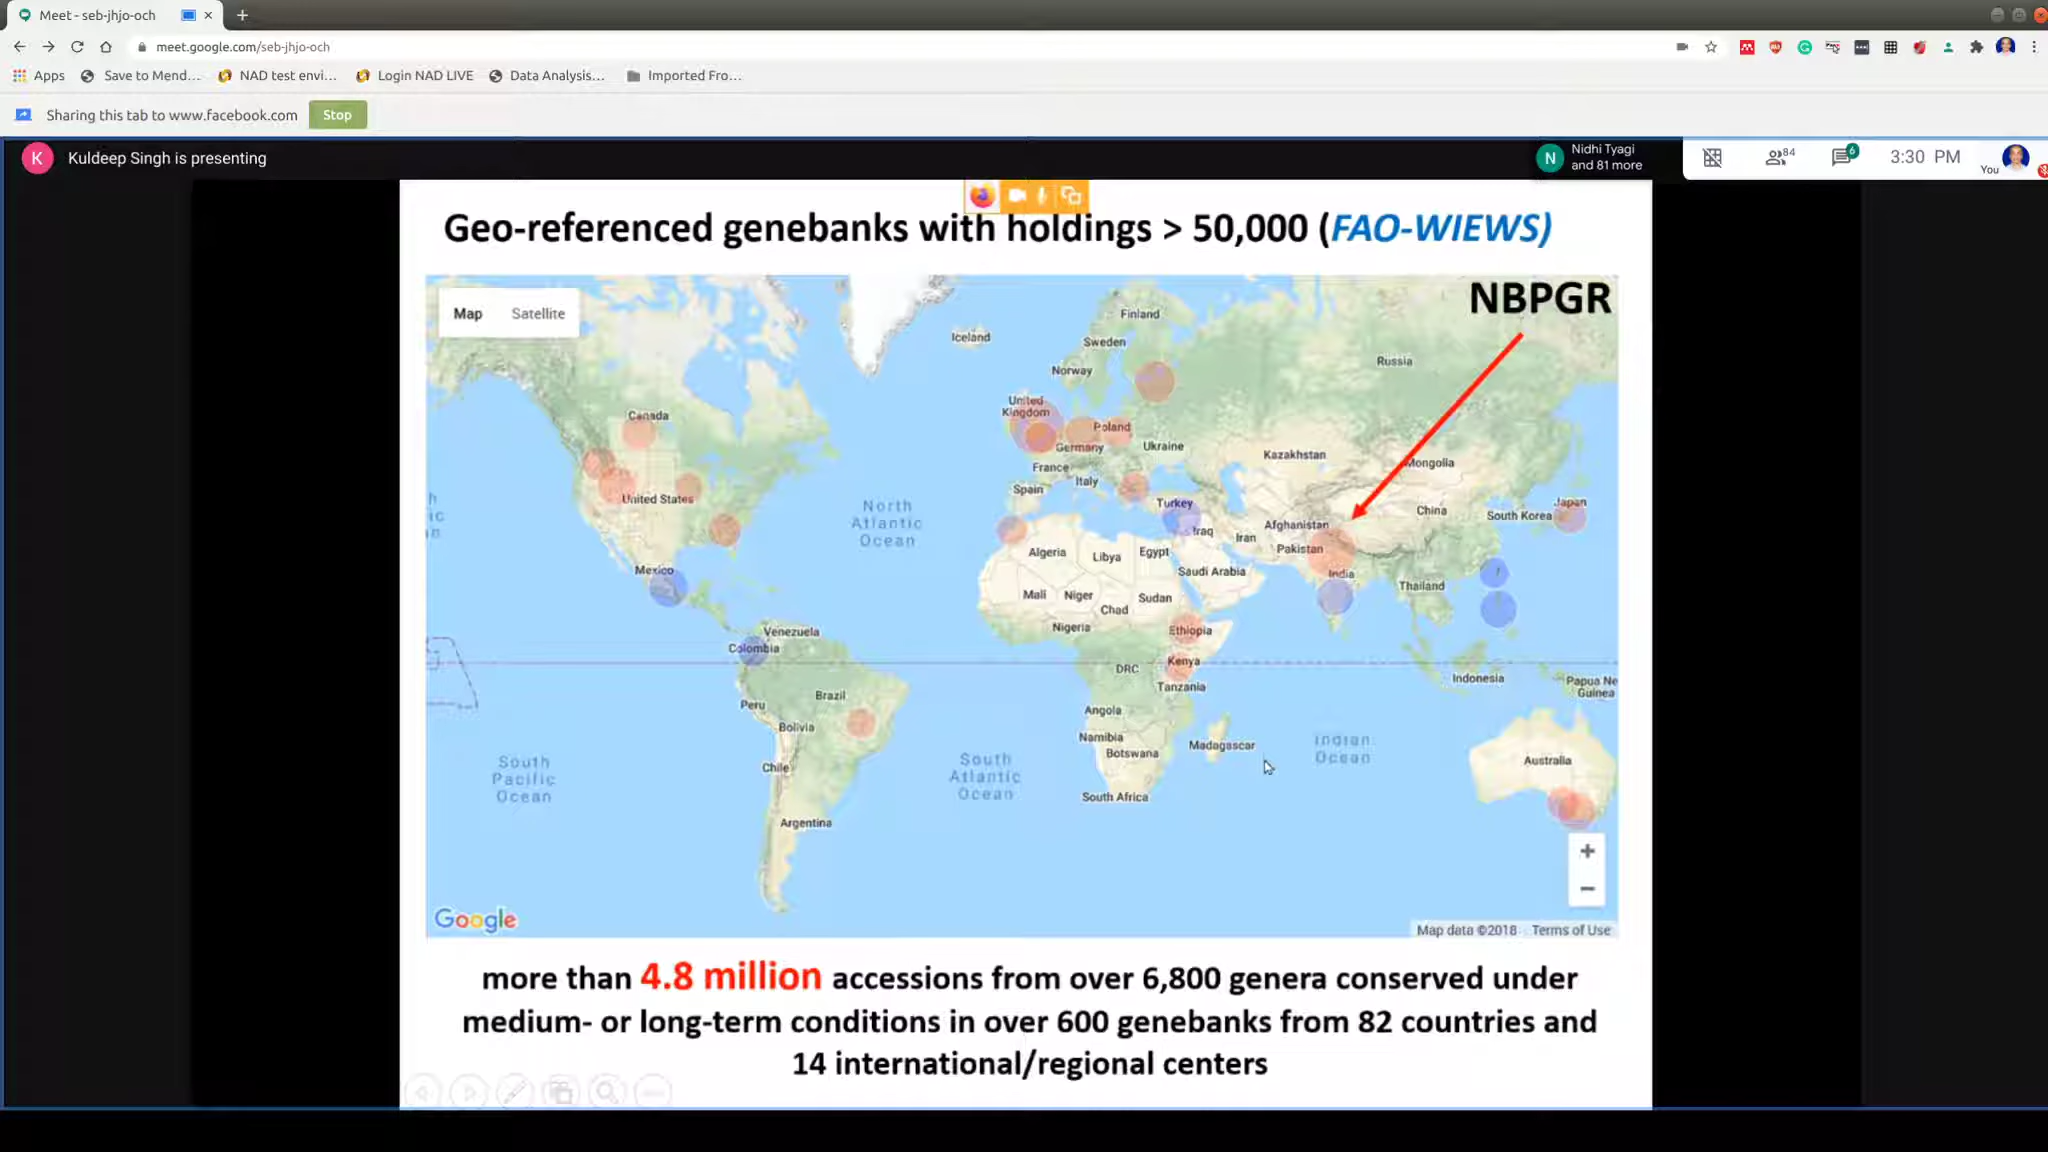 Meet - seb-jhjo-och
meet.google.com/seb-jhjo-och
Apps Save to Mend... NAD test envi... Login NAD LIVE Data Analysis... Imported Fro...
Sharing this tab to www.facebook.com Stop
K Kuldeep Singh is presenting
N Nidhi Tyagi
and 81 more
84
6
3:30 PM
You
Geo-referenced genebanks with holdings > 50,000 (FAO-WIEWS)
NBPGR
Map Satellite
Finland
Iceland
Sweden
Russia
Norway
United
Kingdom
Canada
Poland
Germany
Ukraine
Kazakhstan
Mongolia
France
Italy
Spain
United States
Turkey
Japan
North
Atlantic
Ocean
China
South Korea
Afghanistan
Iraq
Iran
Pakistan
Algeria
Libya
Egypt
Saudi Arabia
India
Thailand
Mexico
Mali
Niger
Chad
Sudan
Nigeria
Ethiopia
Venezuela
Colombia
DRC
Kenya
Tanzania
Indonesia
Papua Ne
Guinea
Brazil
Peru
Bolivia
Angola
Namibia
Botswana
Madagascar
Indian
Ocean
South
Pacific
Ocean
South
Atlantic
Ocean
Chile
South Africa
Australia
Argentina
+
−
Google
Map data ©2018 Terms of Use
more than 4.8 million accessions from over 6,800 genera conserved under
medium- or long-term conditions in over 600 genebanks from 82 countries and
14 international/regional centers